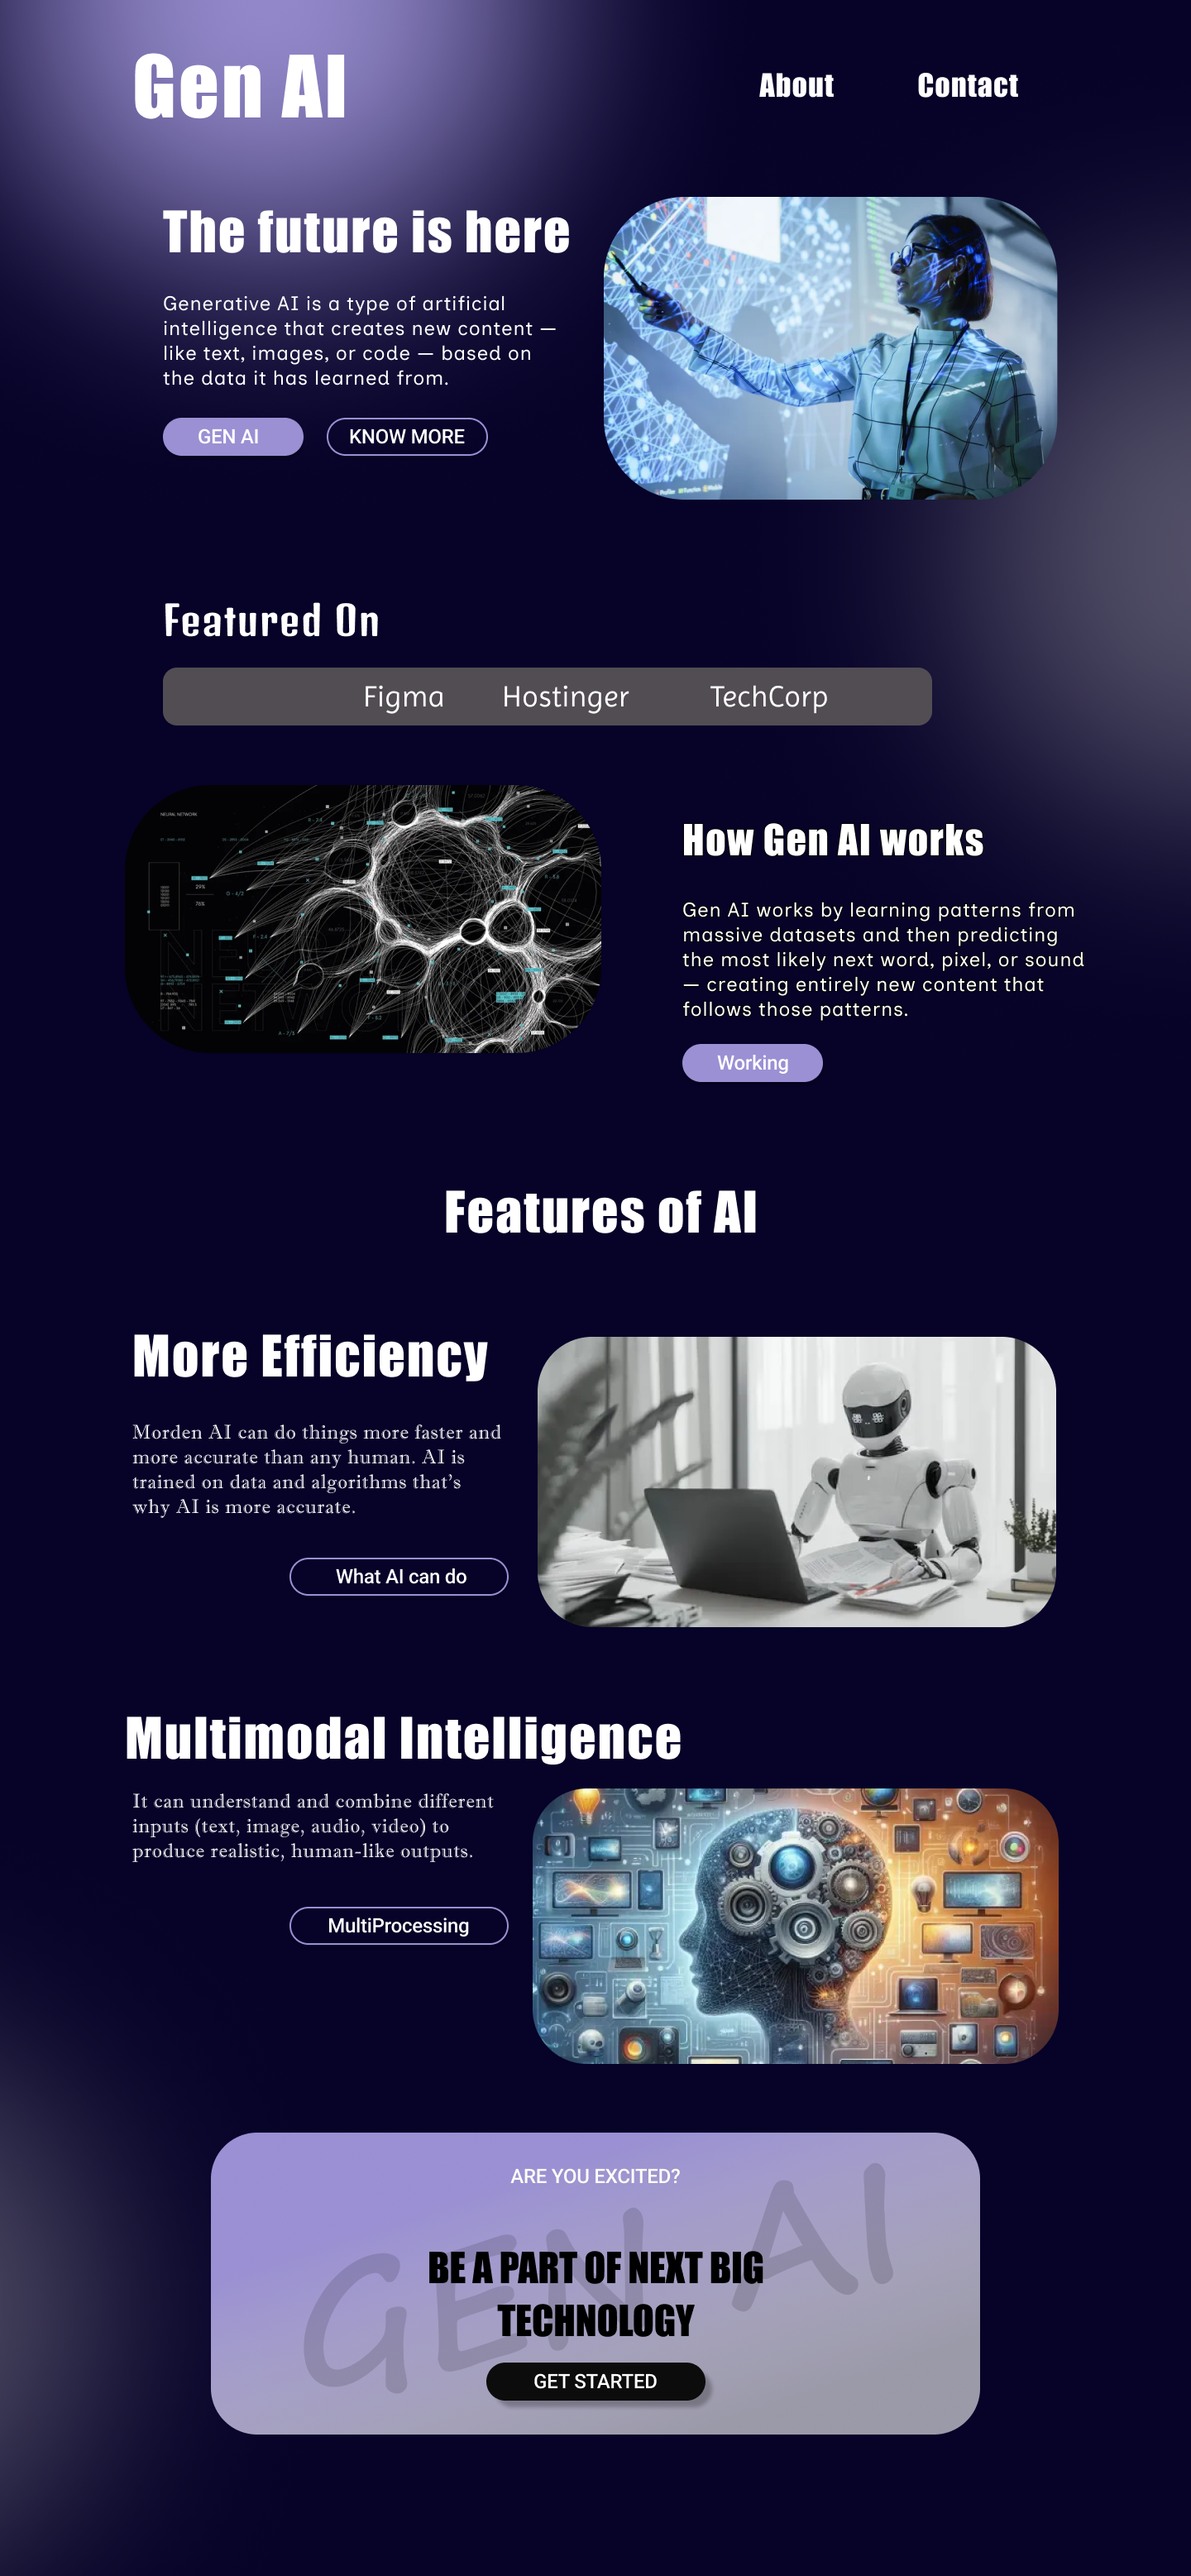 Gen AI
About
Contact
The future is here
Generative AI is a type of artificial
intelligence that creates new content —
like text, images, or code — based on
the data it has learned from.
GEN AI
KNOW MORE
Featured On
Figma
Hostinger
TechCorp
NEURAL NETWORK
29%
76%
How Gen AI works
Gen AI works by learning patterns from
massive datasets and then predicting
the most likely next word, pixel, or sound
— creating entirely new content that
follows those patterns.
Working
Features of AI
More Efficiency
Morden AI can do things more faster and
more accurate than any human. AI is
trained on data and algorithms that's
why AI is more accurate.
What AI can do
Multimodal Intelligence
It can understand and combine different
inputs (text, image, audio, video) to
produce realistic, human-like outputs.
MultiProcessing
ARE YOU EXCITED?
GEN AI
BE A PART OF NEXT BIG
TECHNOLOGY
GET STARTED